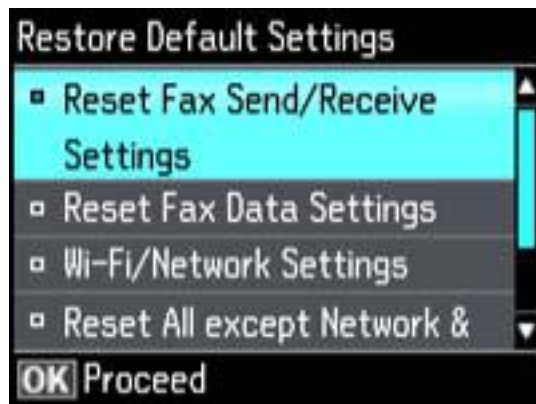 Restore Default Settings
Reset Fax Send/Receive
Settings
Reset Fax Data Settings
Wi-Fi/Network Settings
Reset All except Network &
OK Proceed